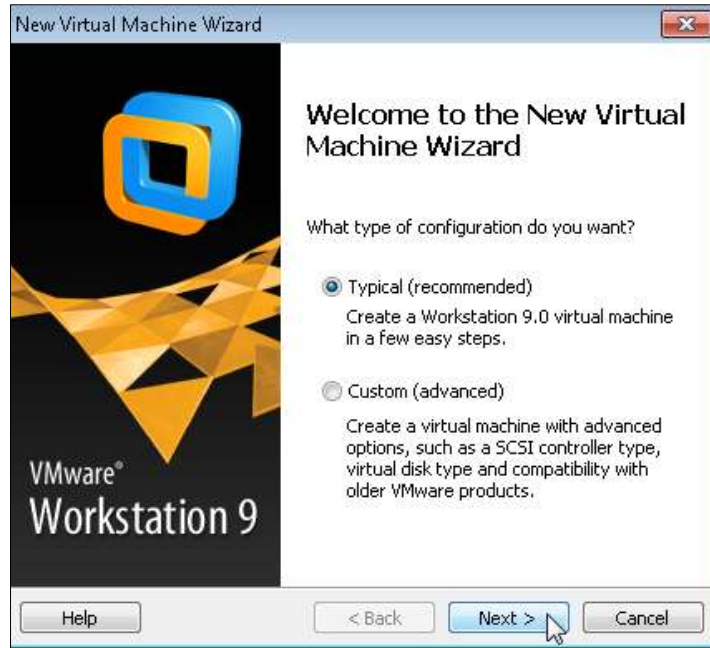 New Virtual Machine Wizard
Welcome to the New Virtual
Machine Wizard
What type of configuration do you want?
Typical (recommended)
Create a Workstation 9.0 virtual machine
in a few easy steps.
Custom (advanced)
Create a virtual machine with advanced
options, such as a SCSI controller type,
virtual disk type and compatibility with
older VMware products.
VMware®
Workstation 9
Help
< Back
Next >
Cancel